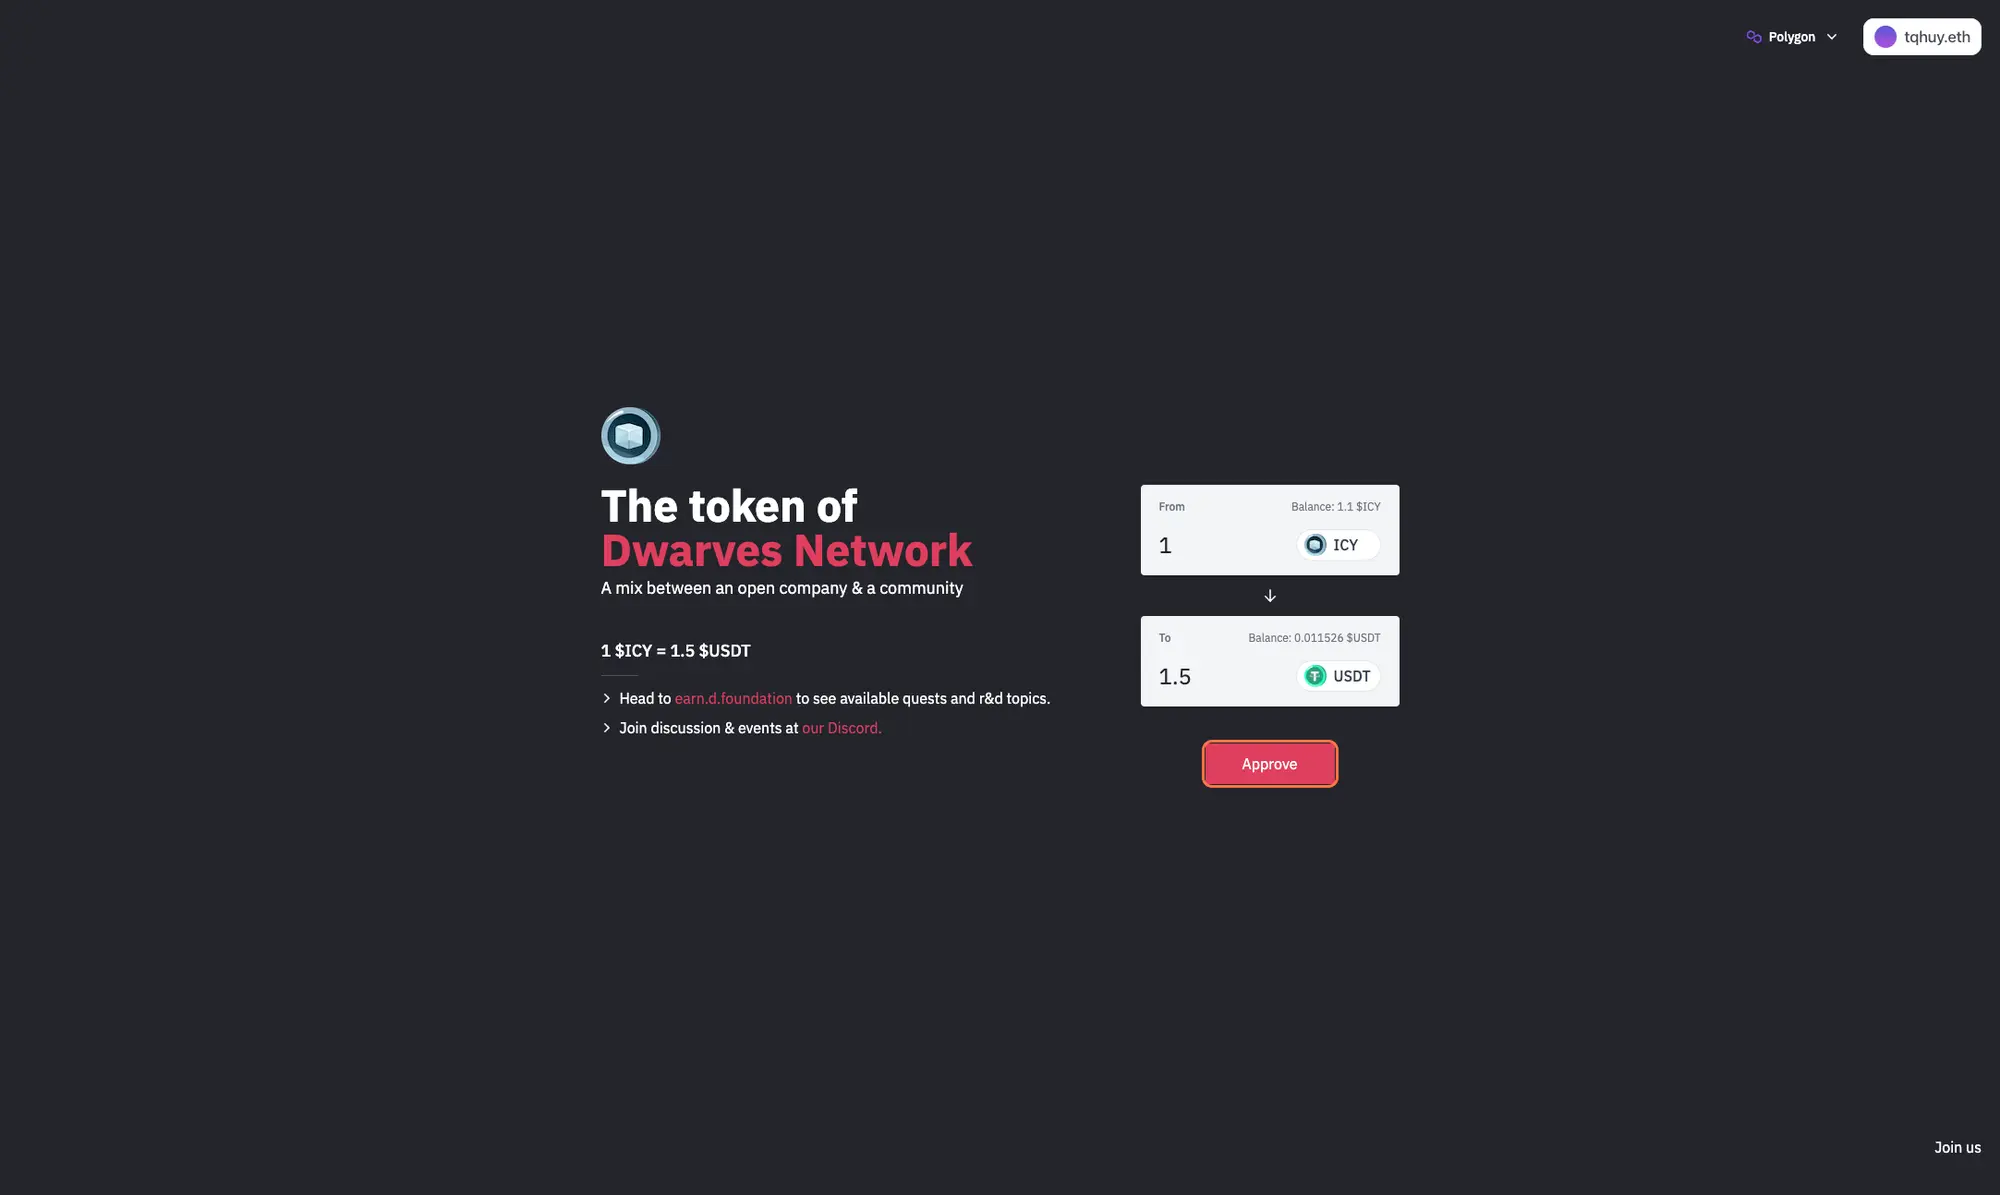 Polygon
tqhuy.eth
The token of
Dwarves Network
A mix between an open company & a community
1 $ICY = 1.5 $USDT
Head to earn.d.foundation to see available quests and r&d topics.
Join discussion & events at our Discord.
From
Balance: 1.1 $ICY
1
ICY
To
Balance: 0.011526 $USDT
1.5
USDT
Approve
Join us